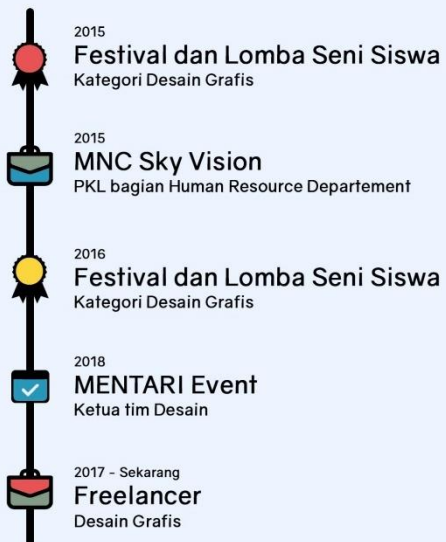 2015
Festival dan Lomba Seni Siswa
Kategori Desain Grafis
2015
MNC Sky Vision
PKL bagian Human Resource Departement
2016
Festival dan Lomba Seni Siswa
Kategori Desain Grafis
2018
MENTARI Event
Ketua tim Desain
2017 - Sekarang
Freelancer
Desain Grafis